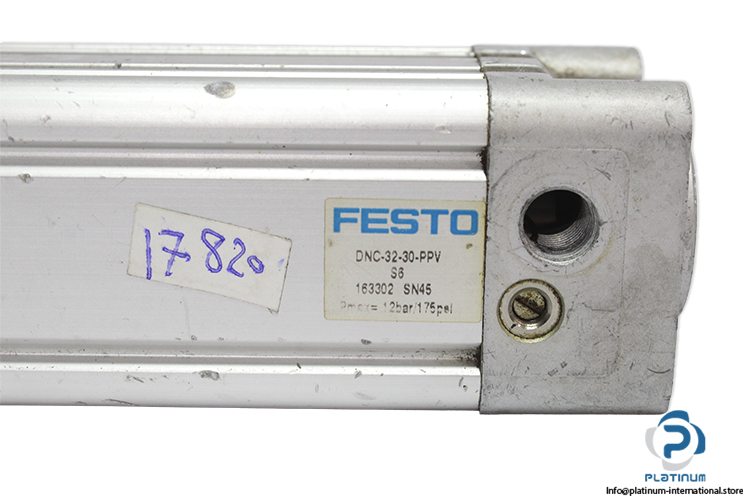 17820
FESTO
DNC-32-30-PPV
S6
163302 SN45
Pmax= 12bar/175psi
PLATINUM
Info@platinum-international.store